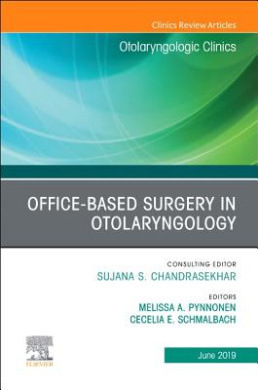 Clinics Review Articles
Otolaryngologic Clinics
OFFICE-BASED SURGERY IN
OTOLARYNGOLOGY
CONSULTING EDITOR
SUJANA S. CHANDRASEKHAR
EDITORS
MELISSA A. PYNNONEN
CECELIA E. SCHMALBACH
ELSEVIER
June 2019